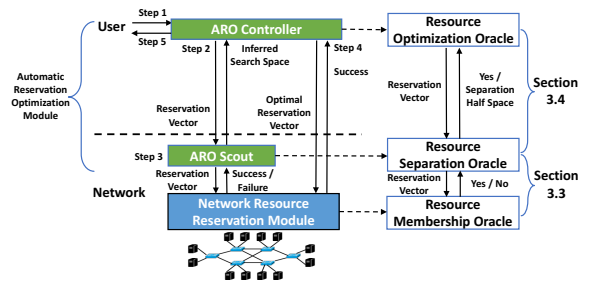 User
Step 1
Step 5
ARO Controller
Step 2
Inferred
Search Space
Step 4
Success
Resource
Optimization Oracle
Automatic
Reservation
Optimization
Module
Reservation
Vector
Optimal
Reservation
Vector
Reservation
Vector
Yes /
Separation
Half Space
Section
3.4
Step 3
ARO Scout
Resource
Separation Oracle
Network
Reservation
Vector
Success /
Failure
Reservation
Vector
Yes / No
Section
3.3
Network Resource
Reservation Module
Resource
Membership Oracle